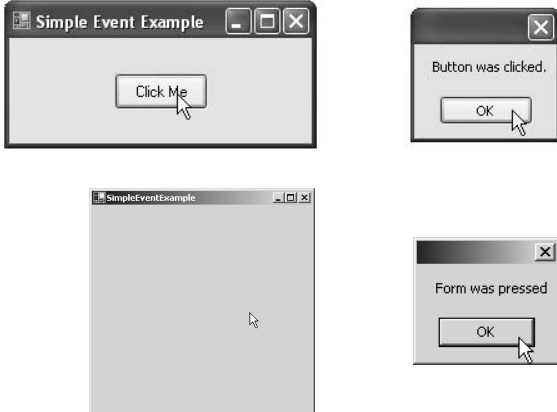 Simple Event Example
Click Me
Button was clicked.
OK
SimpleEventExample
Form was pressed
OK